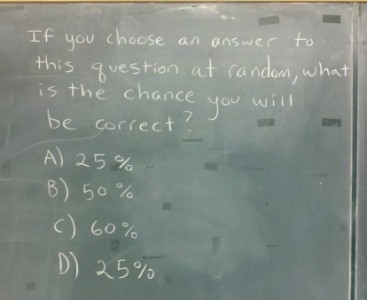 If you choose an answer to
this question at random, what
is the chance you will
be correct?
A) 25%
B) 50%
C) 60%
D) 25%